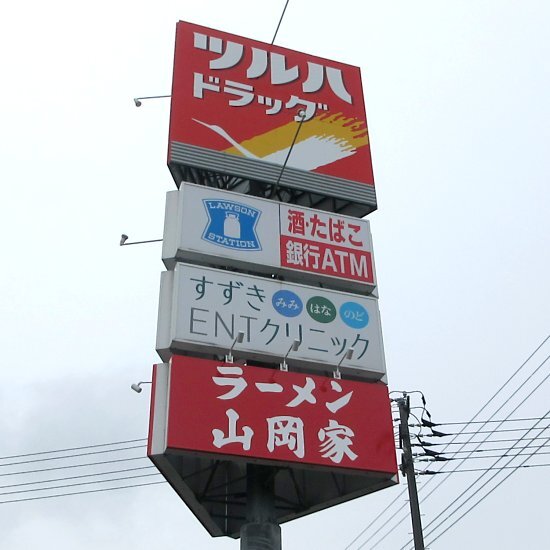 ツルハ
ドラッグ
LAWSON
STATION
酒・たばこ
銀行ATM
すずき みみ はな のど
ENTクリニック
ラーメン
山岡家